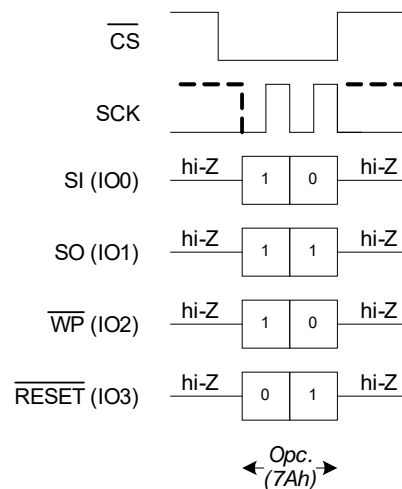 CS
SCK
hi-Z 1 0 hi-Z
SI (IO0)
hi-Z 1 1 hi-Z
SO (IO1)
hi-Z 1 0 hi-Z
WP (IO2)
hi-Z 0 1 hi-Z
RESET (IO3)
Opc.
(7Ah)